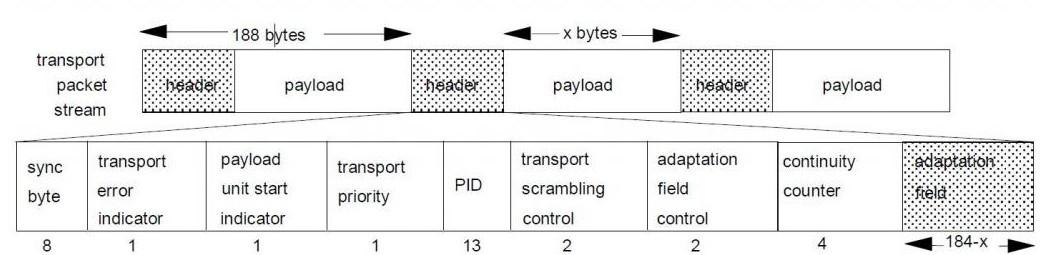 188 bytes
x bytes
transport
packet
stream
header
payload
header
payload
header
payload
sync
byte
transport
error
indicator
payload
unit start
indicator
transport
priority
PID
transport
scrambling
control
adaptation
field
control
continuity
counter
adaptation
field
8
1
1
1
13
2
2
4
184-x